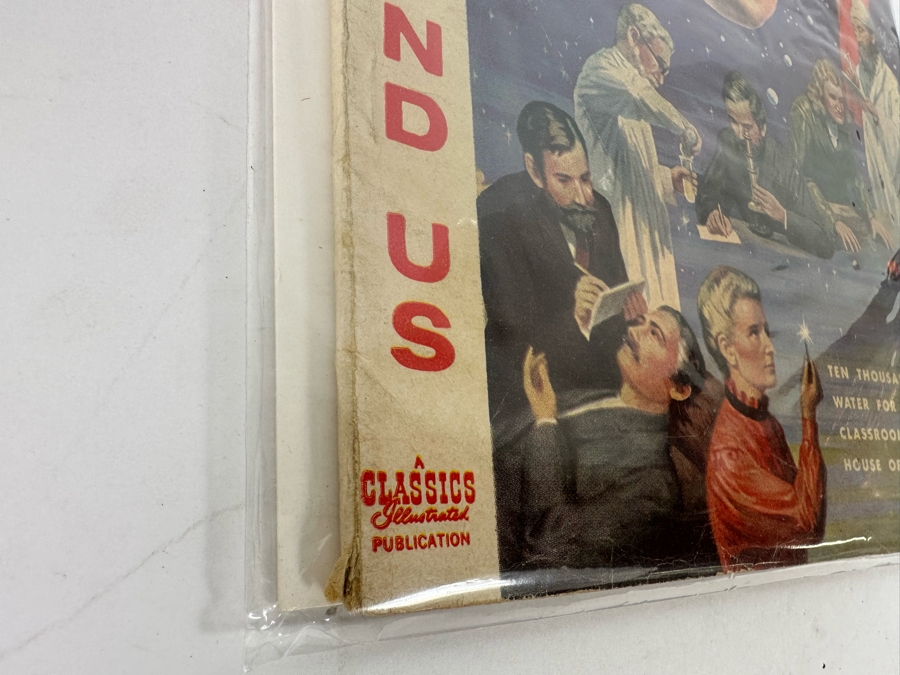 ND
US
TEN THOUSA
WATER FOR
CLASSROO
HOUSE OF
A
CLASSICS
Illustrated
PUBLICATION